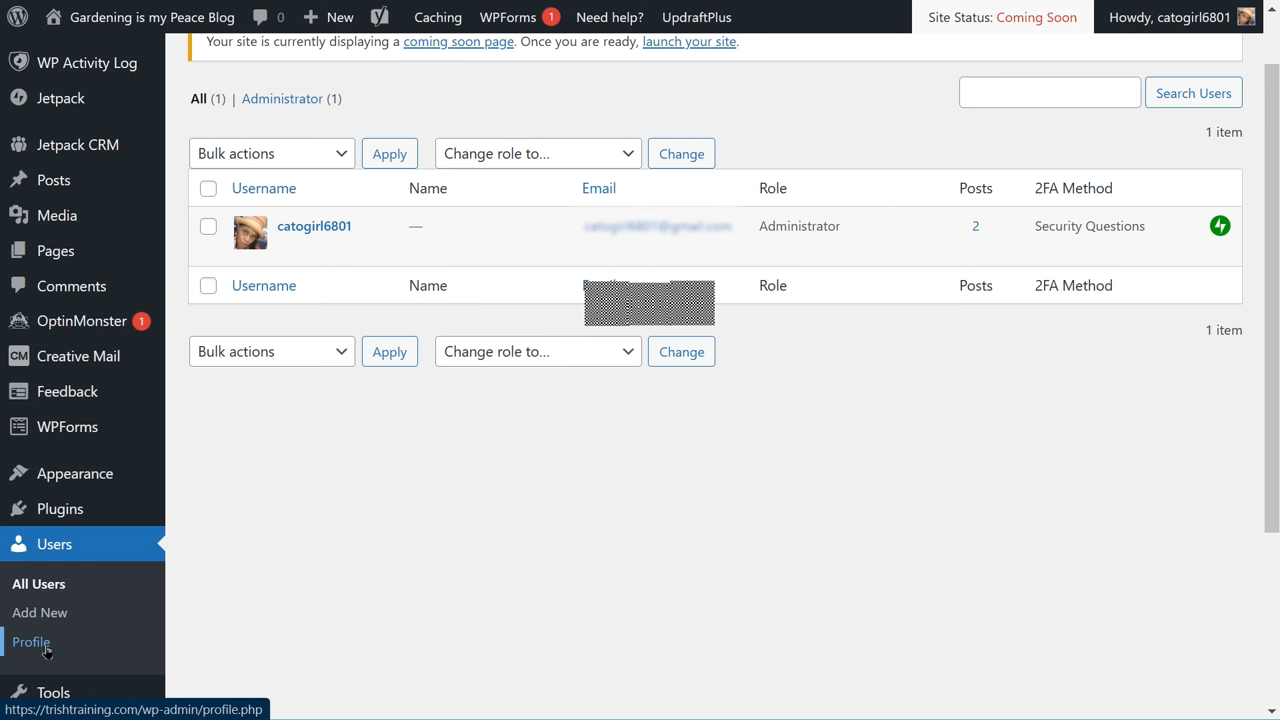 Gardening is my Peace Blog 0 New Caching WPForms 1 Need help? UpdraftPlus Site Status: Coming Soon Howdy, catogirl6801
Your site is currently displaying a coming soon page. Once you are ready, launch your site.
WP Activity Log
Jetpack
Jetpack CRM
Posts
Media
Pages
Comments
OptinMonster 1
CM Creative Mail
Feedback
WPForms
Appearance
Plugins
Users
All Users
Add New
Profile
Tools
All (1) | Administrator (1)
Search Users
1 item
Bulk actions Apply Change role to... Change
Username Name Email Role Posts 2FA Method
catogirl6801 — Administrator 2 Security Questions
Username Name Role Posts 2FA Method
1 item
Bulk actions Apply Change role to... Change
https://trishtraining.com/wp-admin/profile.php